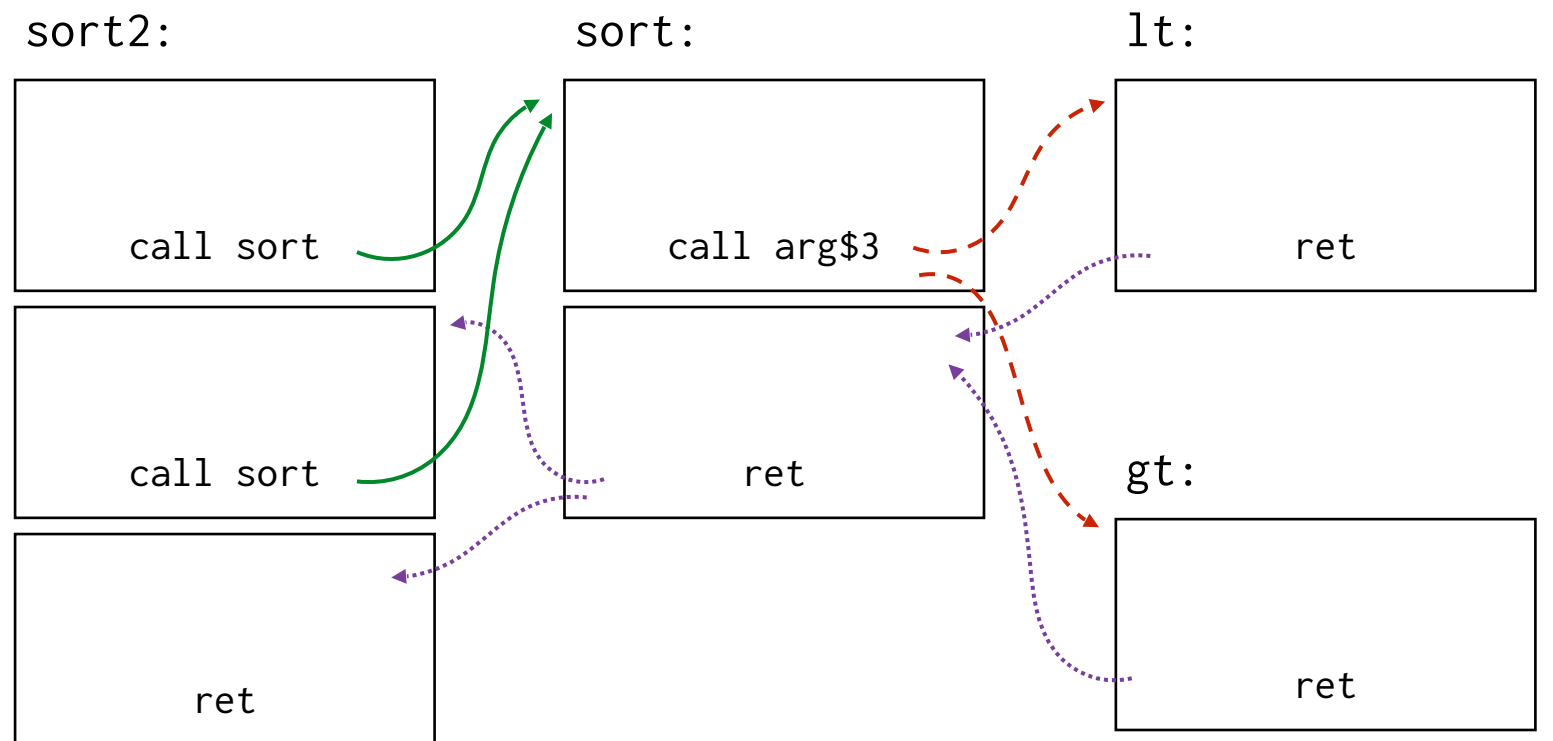 sort2:
call sort
call sort
ret
sort:
call arg$3
ret
lt:
ret
gt:
ret